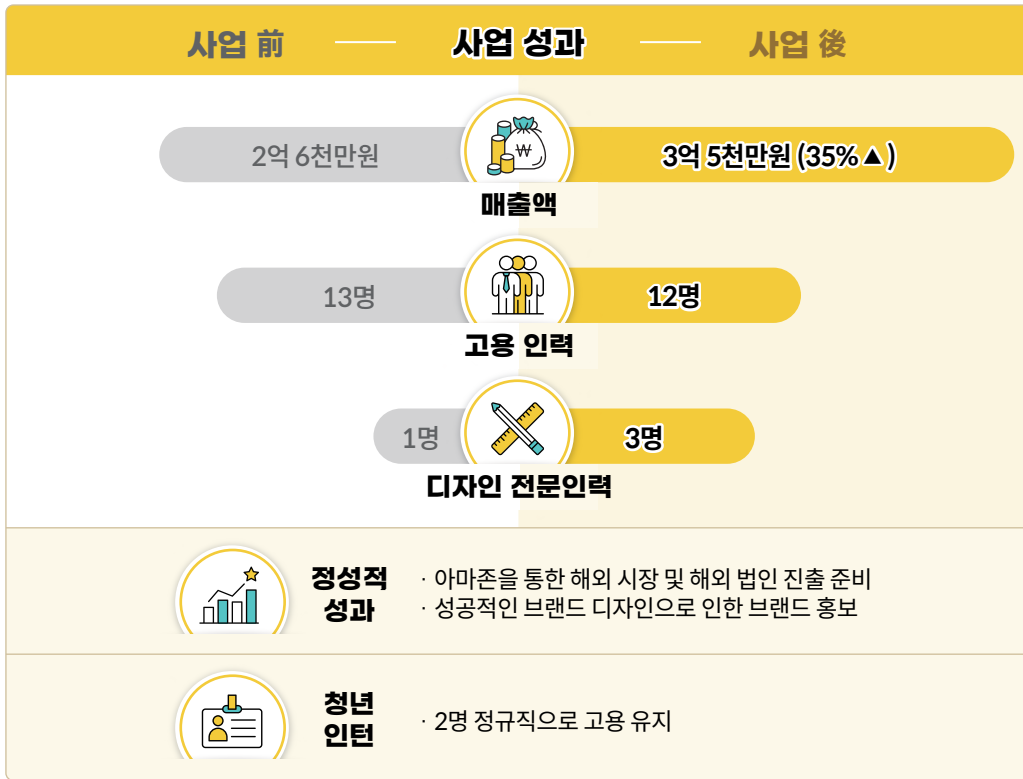 사업 前 사업 성과 사업 後
2억 6천만원 ₩ 3억 5천만원 (35%▲)
매출액
13명 12명
고용 인력
1명 3명
디자인 전문인력
정성적
성과
· 아마존을 통한 해외 시장 및 해외 법인 진출 준비
· 성공적인 브랜드 디자인으로 인한 브랜드 홍보
청년
인턴
· 2명 정규직으로 고용 유지